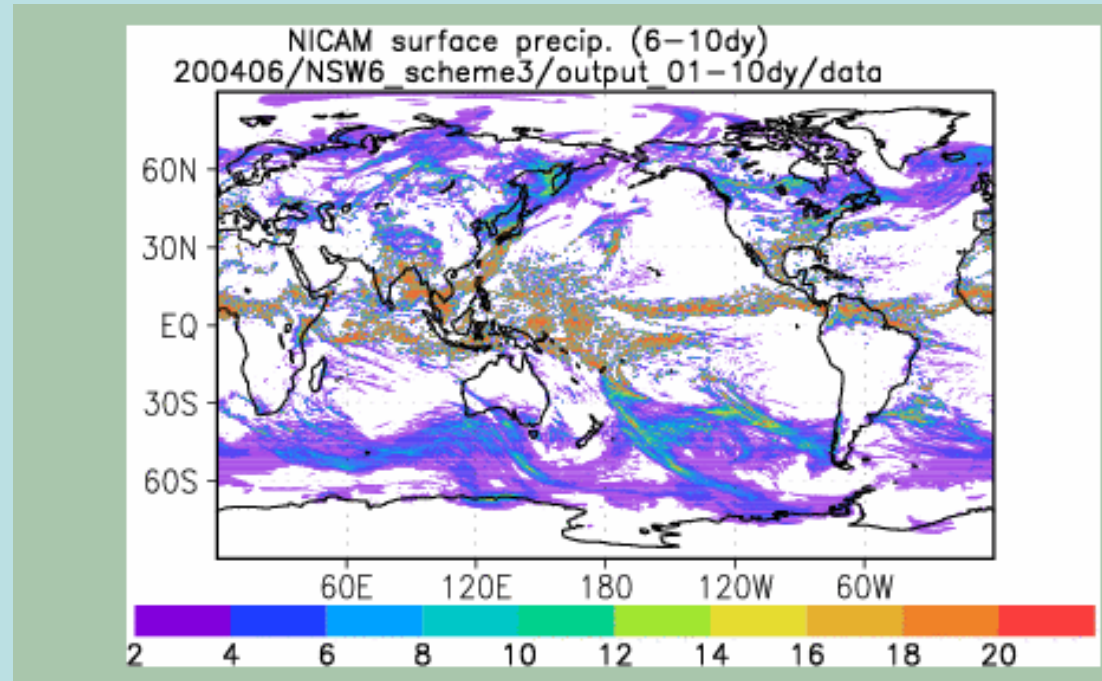 NICAM surface precip. (6-10dy)
200406/NSW6_scheme3/output_01-10dy/data
60N
30N
EQ
30S
60S
60E 120E 180 120W 60W
2 4 6 8 10 12 14 16 18 20